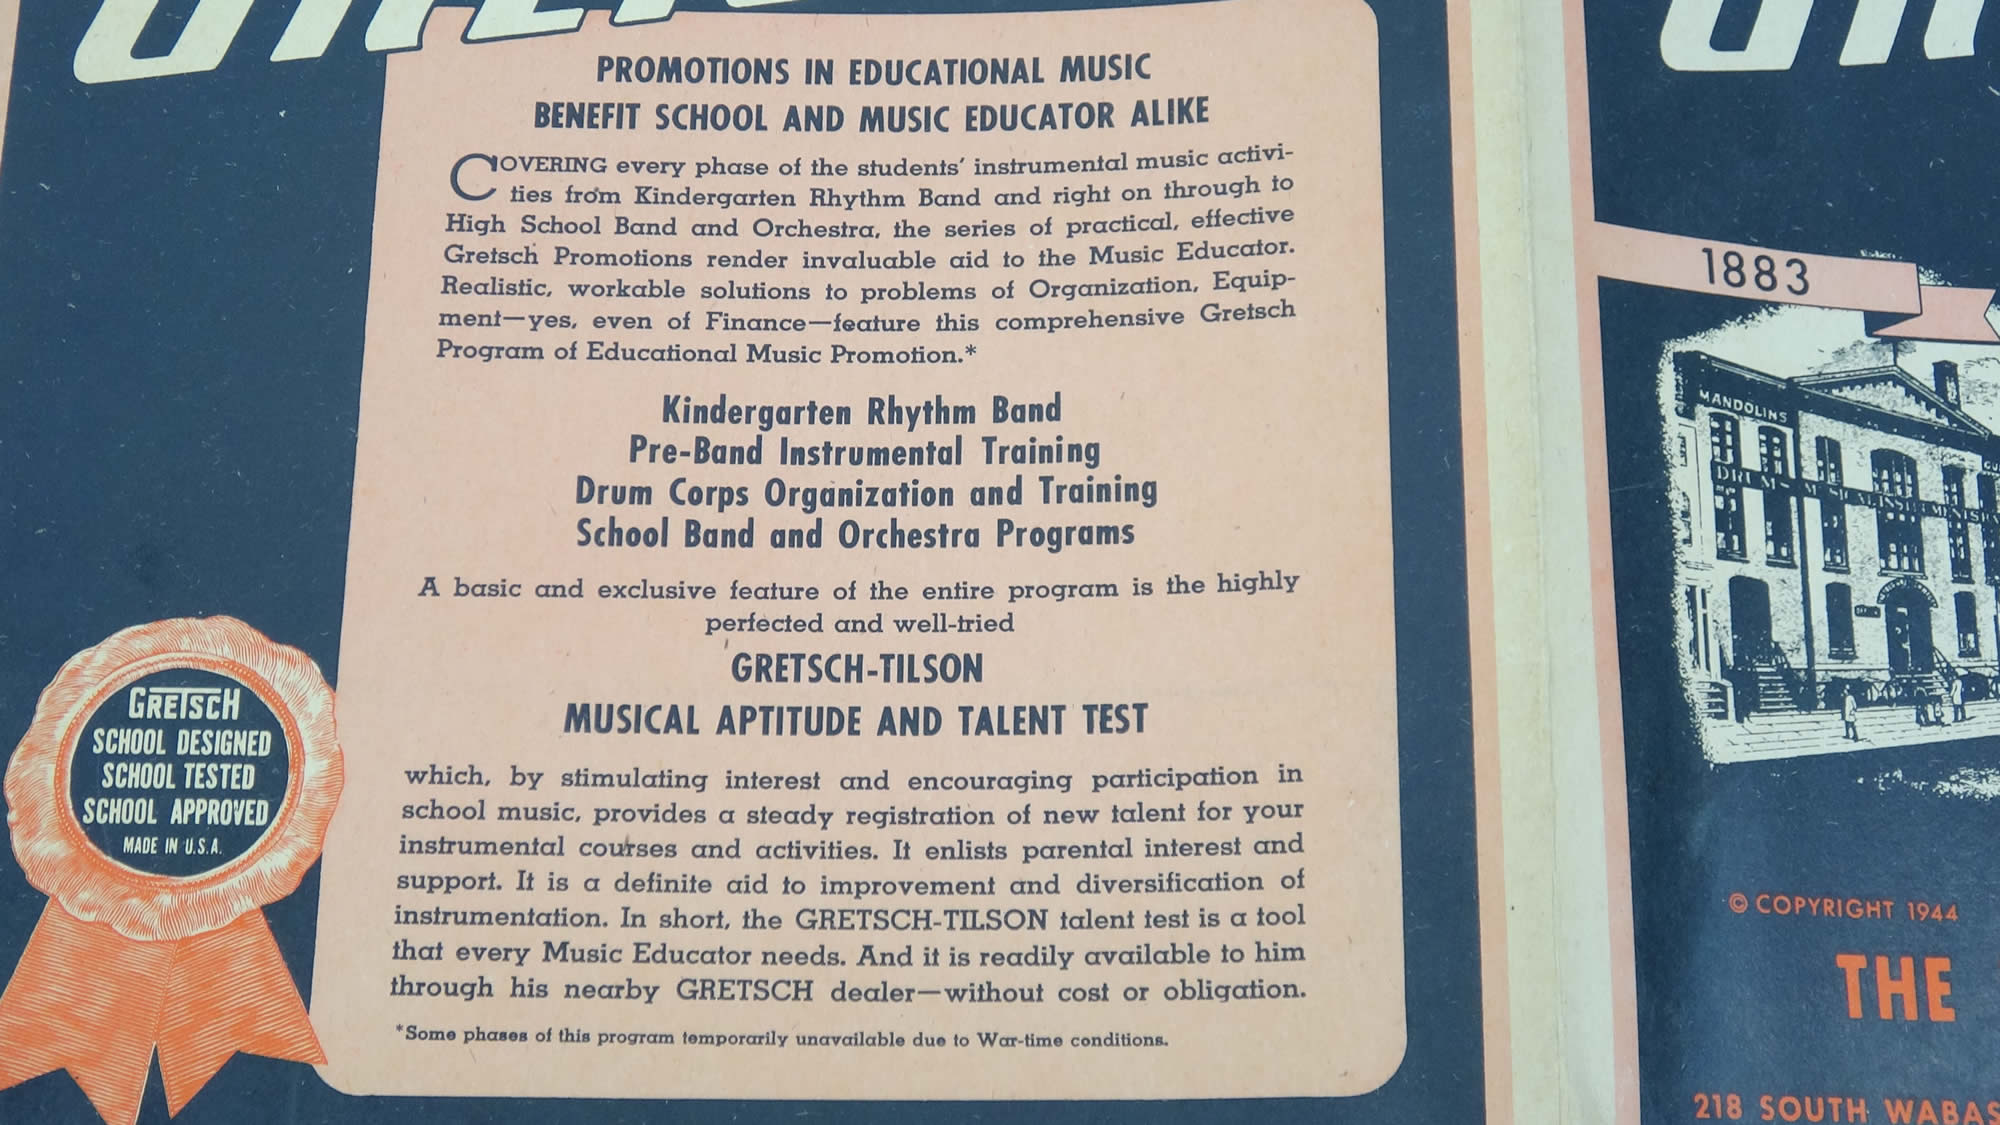 PROMOTIONS IN EDUCATIONAL MUSIC
BENEFIT SCHOOL AND MUSIC EDUCATOR ALIKE
COVERING every phase of the students' instrumental music activi-
ties from Kindergarten Rhythm Band and right on through to
High School Band and Orchestra, the series of practical, effective
Gretsch Promotions render invaluable aid to the Music Educator.
Realistic, workable solutions to problems of Organization, Equip-
ment—yes, even of Finance—feature this comprehensive Gretsch
Program of Educational Music Promotion.*
Kindergarten Rhythm Band
Pre-Band Instrumental Training
Drum Corps Organization and Training
School Band and Orchestra Programs
A basic and exclusive feature of the entire program is the highly
perfected and well-tried
GRETSCH-TILSON
MUSICAL APTITUDE AND TALENT TEST
which, by stimulating interest and encouraging participation in
school music, provides a steady registration of new talent for your
instrumental courses and activities. It enlists parental interest and
support. It is a definite aid to improvement and diversification of
instrumentation. In short, the GRETSCH-TILSON talent test is a tool
that every Music Educator needs. And it is readily available to him
through his nearby GRETSCH dealer—without cost or obligation.
*Some phases of this program temporarily unavailable due to War-time conditions.
GRETSCH
SCHOOL DESIGNED
SCHOOL TESTED
SCHOOL APPROVED
MADE IN U.S.A.
1883
MANDOLINS
DRUMS MUSICAL INSTRUMENTS
© COPYRIGHT 1944
THE
218 SOUTH WABAS